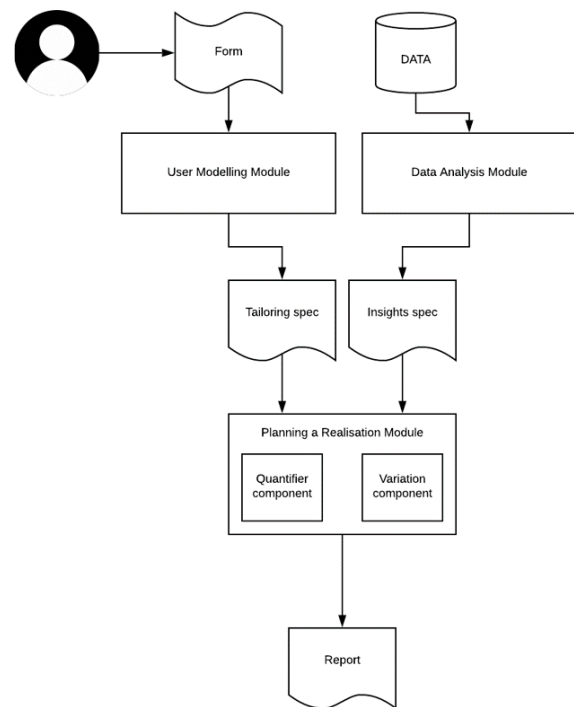 Form
DATA
User Modelling Module
Data Analysis Module
Tailoring spec
Insights spec
Planning a Realisation Module
Quantifier
component
Variation
component
Report